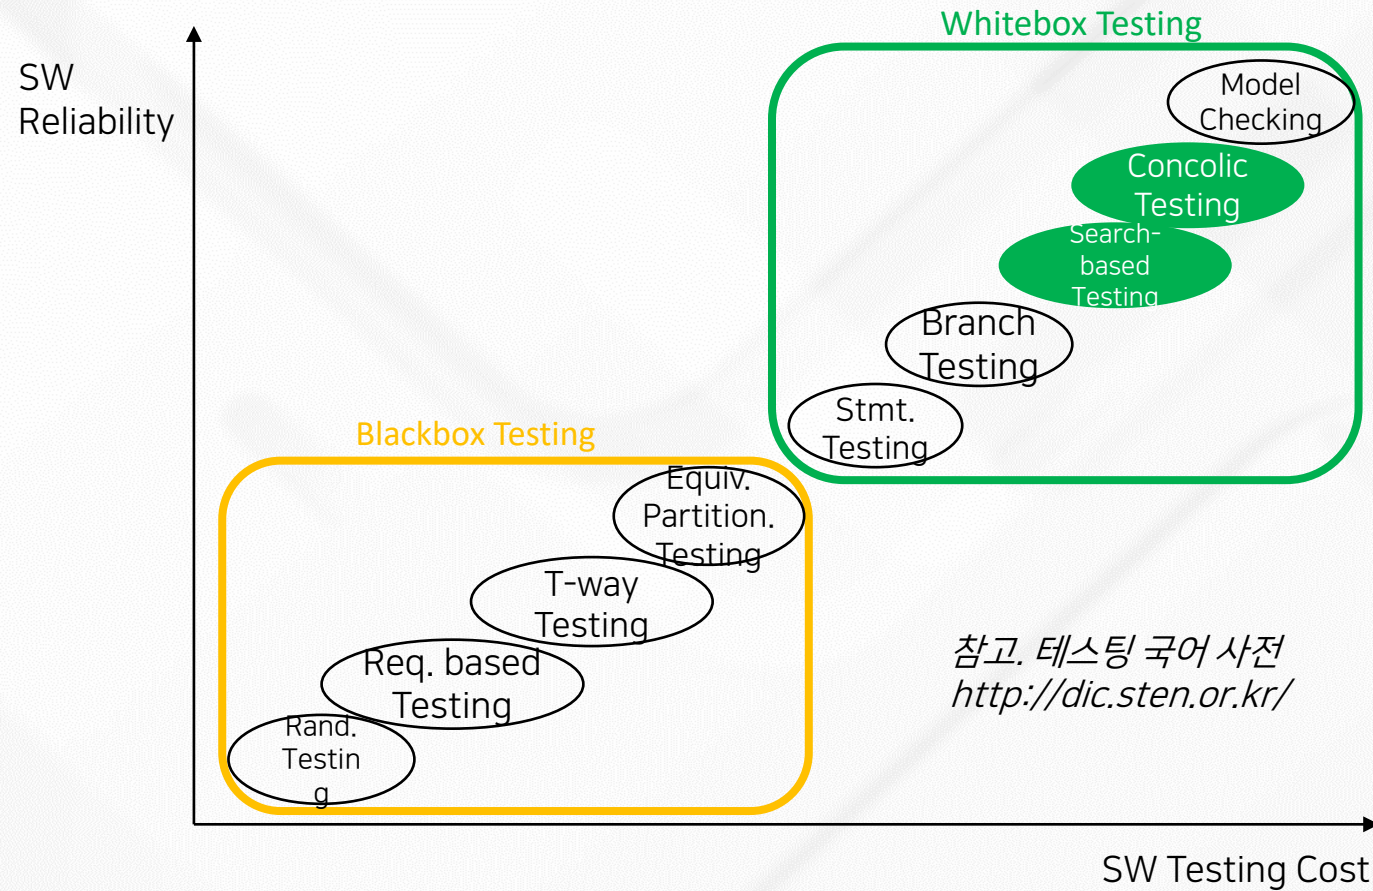 Whitebox Testing
SW
Reliability
Model
Checking
Concolic
Testing
Search-
based
Testing
Branch
Testing
Stmt.
Testing
Blackbox Testing
Equiv.
Partition.
Testing
T-way
Testing
Req. based
Testing
Rand.
Testin
g
참고. 테스팅 국어 사전
http://dic.sten.or.kr/
SW Testing Cost